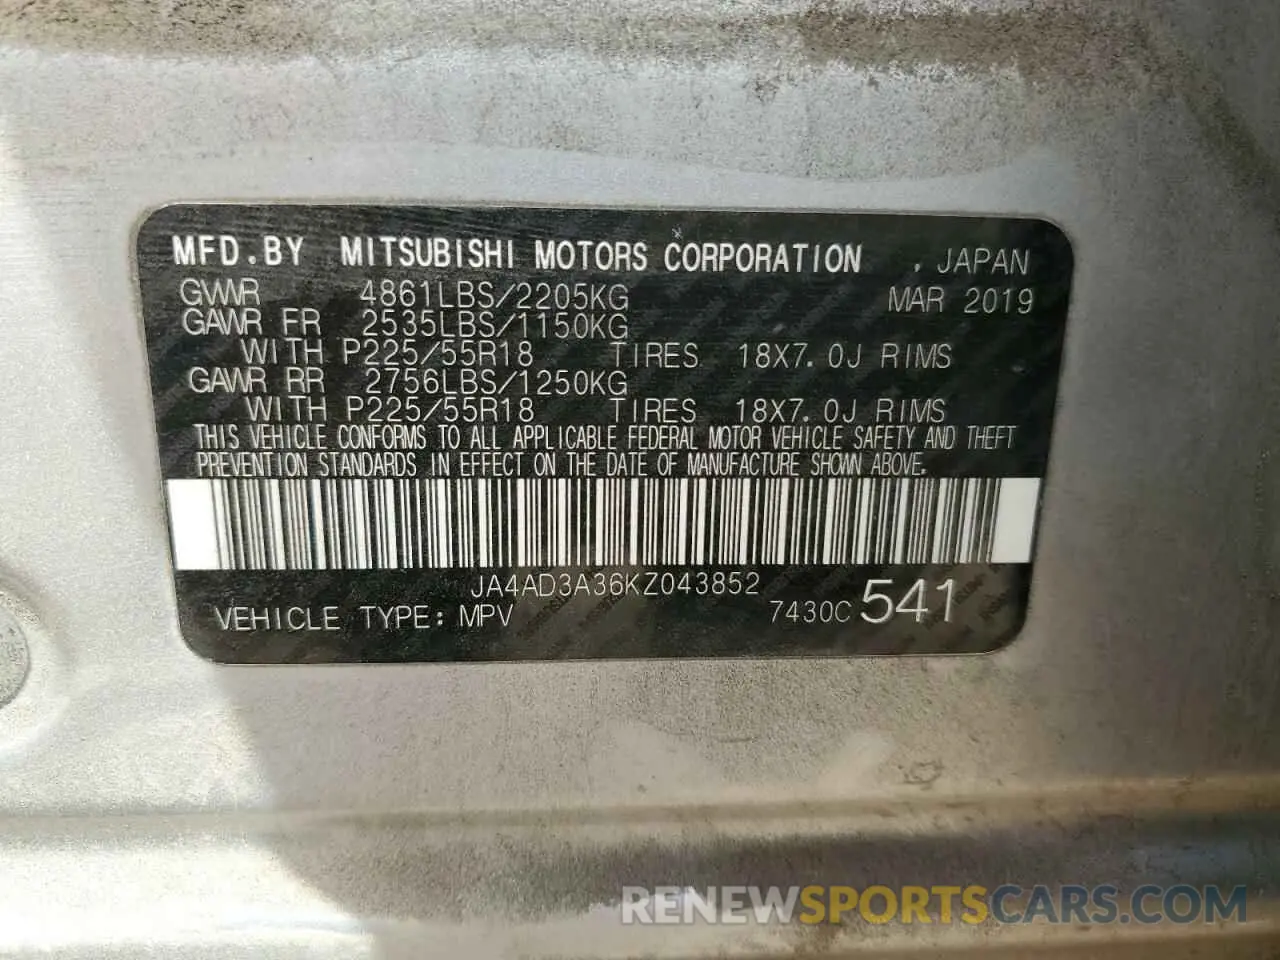 MFD.BY MITSUBISHI MOTORS CORPORATION , JAPAN
GVWR 4861LBS/2205KG MAR 2019
GAWR FR 2535LBS/1150KG
WITH P225/55R18 TIRES 18X7.0J RIMS
GAWR RR 2756LBS/1250KG
WITH P225/55R18 TIRES 18X7.0J RIMS
THIS VEHICLE CONFORMS TO ALL APPLICABLE FEDERAL MOTOR VEHICLE SAFETY AND THEFT
PREVENTION STANDARDS IN EFFECT ON THE DATE OF MANUFACTURE SHOWN ABOVE.
JA4AD3A36KZ043852
VEHICLE TYPE: MPV 7430C 541
RENEWSPORTSCARS.COM